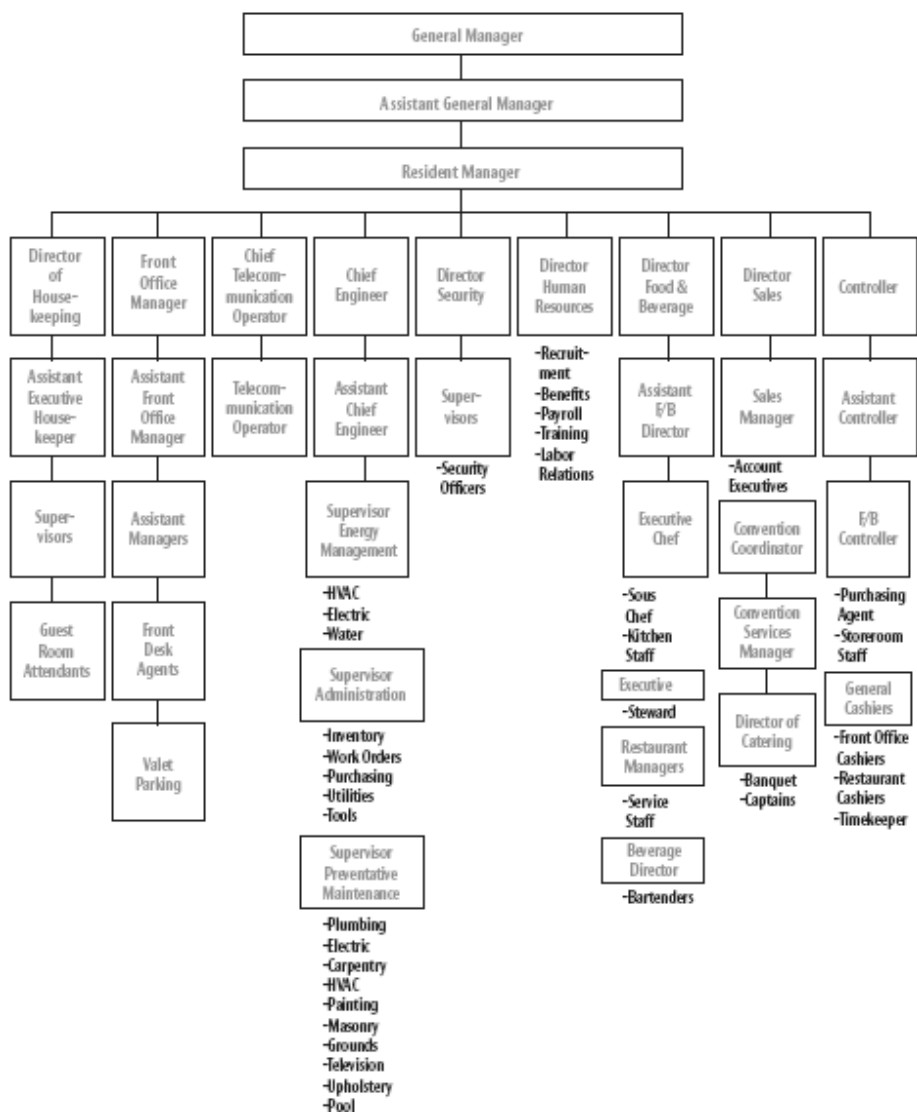 General Manager
Assistant General Manager
Resident Manager
Director
of
House-
keeping
Front
Office
Manager
Chief
Telecom-
munication
Operator
Chief
Engineer
Director
Security
Director
Human
Resources
Director
Food &
Beverage
Director
Sales
Controller
Assistant
Executive
House-
keeper
Assistant
Front
Office
Manager
Telecom-
munication
Operator
Assistant
Chief
Engineer
Super-
visors
-Security
Officers
-Recruit-
ment
-Benefits
-Payroll
-Training
-Labor
Relations
Assistant
F/B
Director
Sales
Manager
-Account
Executives
Assistant
Controller
Super-
visors
Assistant
Managers
Supervisor
Energy
Management
-HVAC
-Electric
-Water
Executive
Chef
-Sous
Chef
-Kitchen
Staff
Convention
Coordinator
F/B
Controller
-Purchasing
Agent
-Storeroom
Staff
Guest
Room
Attendants
Front
Desk
Agents
Supervisor
Administration
-Inventory
-Work Orders
-Purchasing
-Utilities
-Tools
Executive
-Steward
Convention
Services
Manager
General
Cashiers
-Front Office
Cashiers
-Restaurant
Cashiers
-Timekeeper
Valet
Parking
Restaurant
Managers
-Service
Staff
Director of
Catering
-Banquet
-Captains
Supervisor
Preventative
Maintenance
-Plumbing
-Electric
-Carpentry
-HVAC
-Painting
-Masonry
-Grounds
-Television
-Upholstery
-Pool
Beverage
Director
-Bartenders